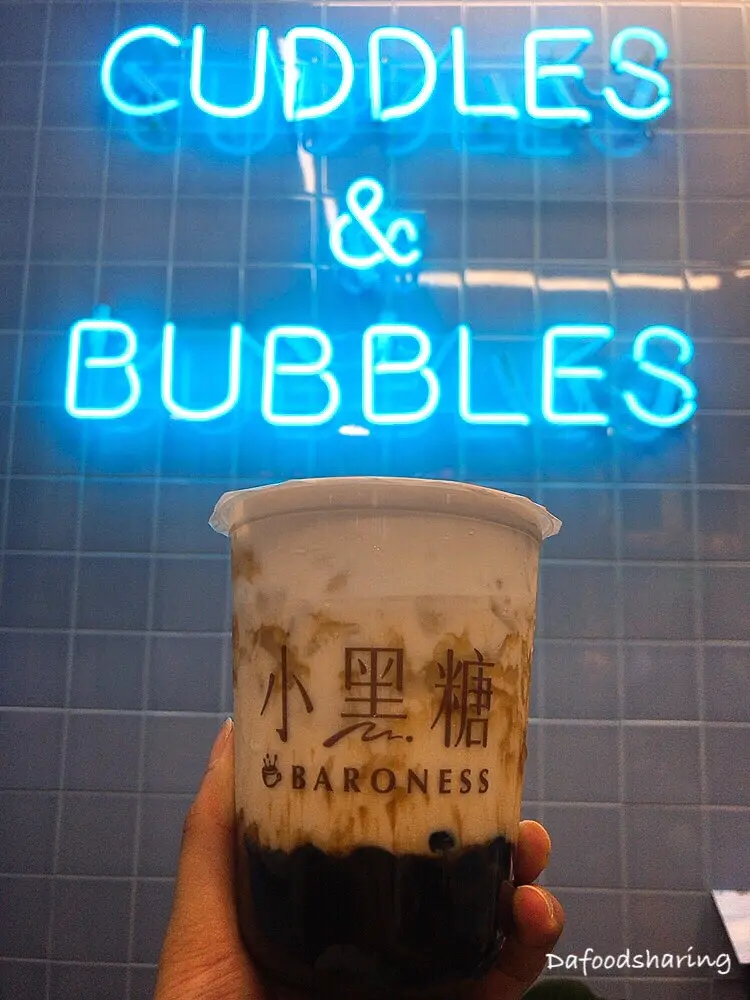 CUDDLES
&
BUBBLES
小黑糖
BARONESS
Dafoodsharing